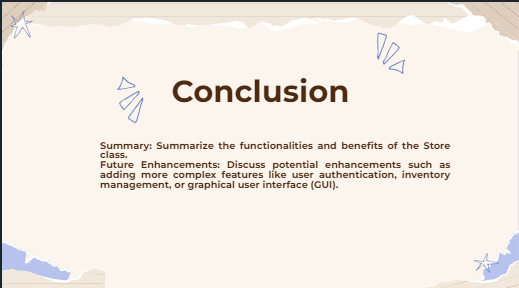 Conclusion
Summary: Summarize the functionalities and benefits of the Store
class.
Future Enhancements: Discuss potential enhancements such as
adding more complex features like user authentication, inventory
management, or graphical user interface (GUI).